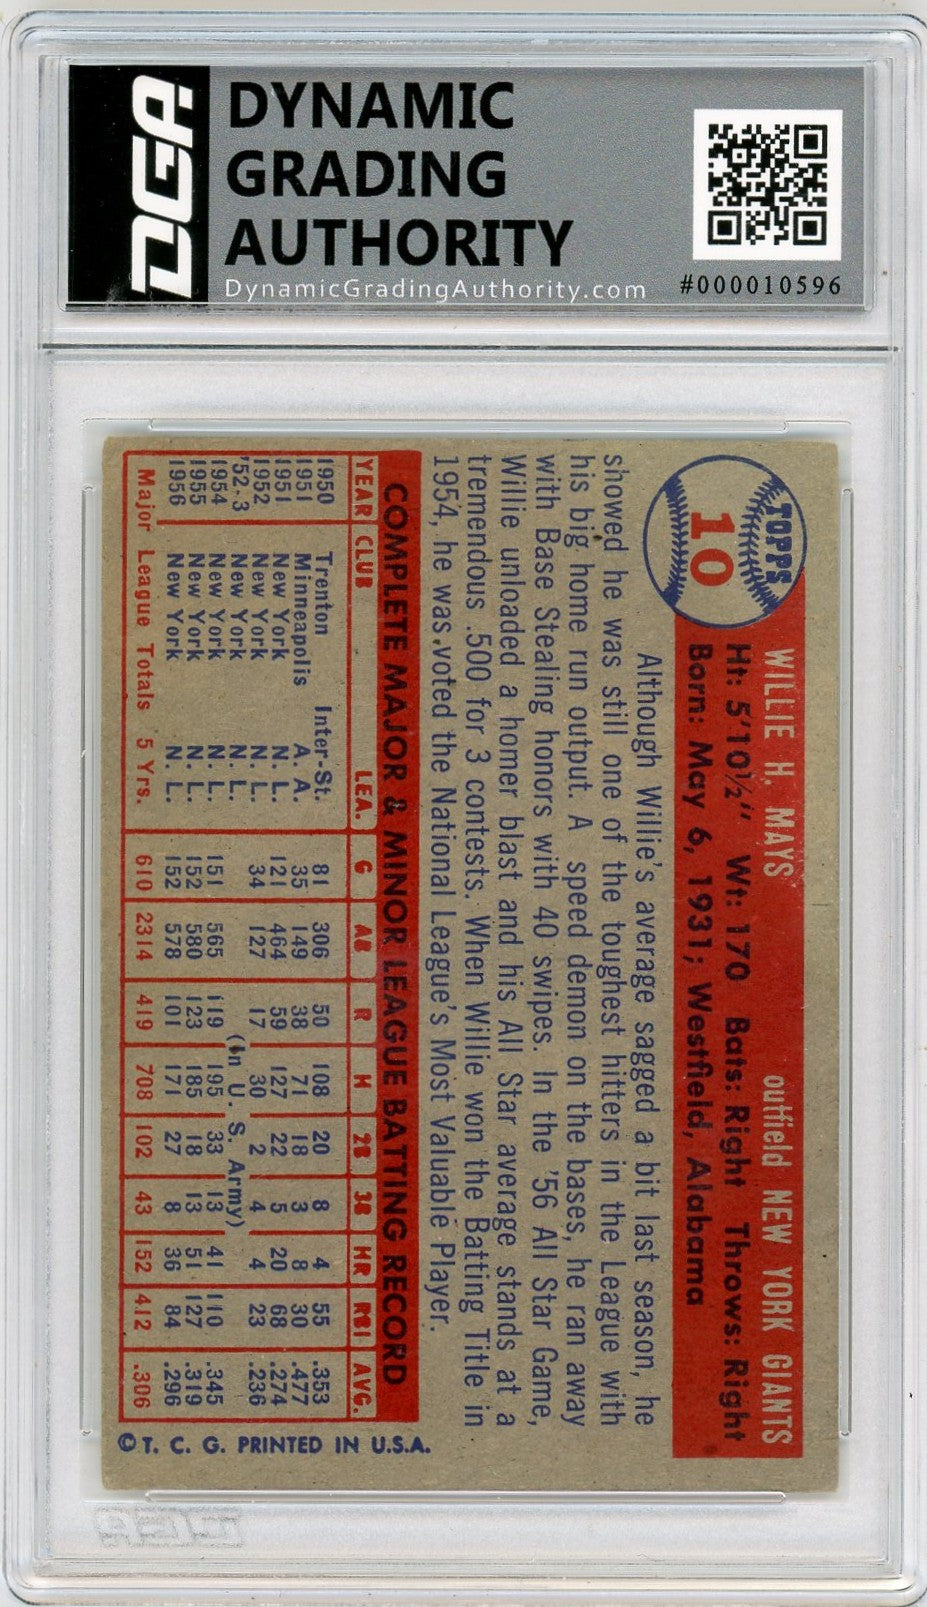 DGA
DYNAMIC
GRADING
AUTHORITY
DynamicGradingAuthority.com
#000010596
TOPPS
10
WILLIE H. MAYS outfield NEW YORK GIANTS
Ht: 5'10½" Wt: 170 Bats: Right Throws: Right
Born: May 6, 1931; Westfield, Alabama
Although Willie's average sagged a bit last season, he
showed he was still one of the toughest hitters in the League with
his big home run output. A speed demon on the bases, he ran away
with Base Stealing honors with 40 swipes. In the '56 All Star Game,
Willie unloaded a homer blast and his All Star average stands at a
tremendous .500 for 3 contests. When Willie won the Batting Title in
1954, he was voted the National League's Most Valuable Player.
COMPLETE MAJOR & MINOR LEAGUE BATTING RECORD
YEAR CLUB LEA. G AB R H 2B 3B HR RBI AVG.
1950 Trenton Inter-St. 81 306 50 108 20 8 4 55 .353
1951 Minneapolis A. A. 35 149 38 71 18 3 8 30 .477
1951 New York N. L. 121 464 59 127 22 5 20 68 .274
1952 New York N. L. 34 127 17 30 2 4 4 23 .236
'52-3 New York N. L. (In U. S. Army)
1954 New York N. L. 151 565 119 195 33 13 41 110 .345
1955 New York N. L. 152 580 123 185 18 13 51 127 .319
1956 New York N. L. 152 578 101 171 27 8 36 84 .296
Major League Totals 5 Yrs. 610 2314 419 708 102 43 152 412 .306
© T. C. G. PRINTED IN U.S.A.
DGA